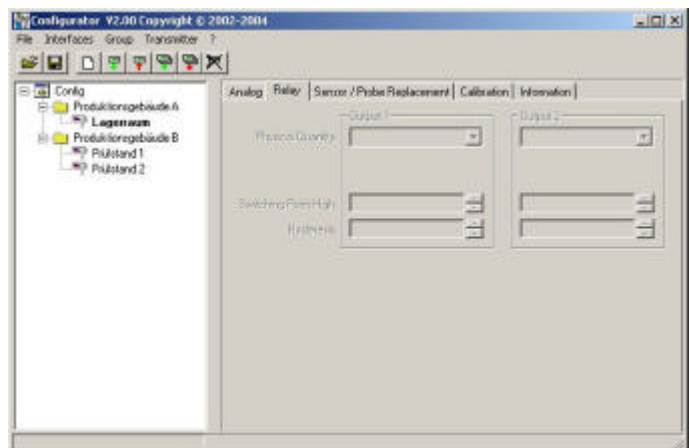 Configurator V2.00 Copyright © 2002-2004
File Interfaces Group Transmitter ?
Config
Produktionsgebäude A
Lagerraum
Produktionsgebäude B
Prüfstand 1
Prüfstand 2
Analog Relay Sensor / Probe Replacement Calibration Information
Output 1 Output 2
Physical Quantity
Switching Point High
Hysteresis